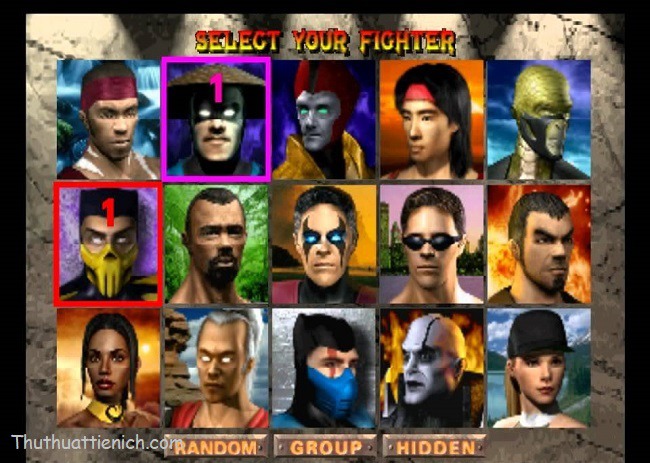 SELECT YOUR FIGHTER
1
1
Thuthuattienich.com
RANDOM GROUP HIDDEN